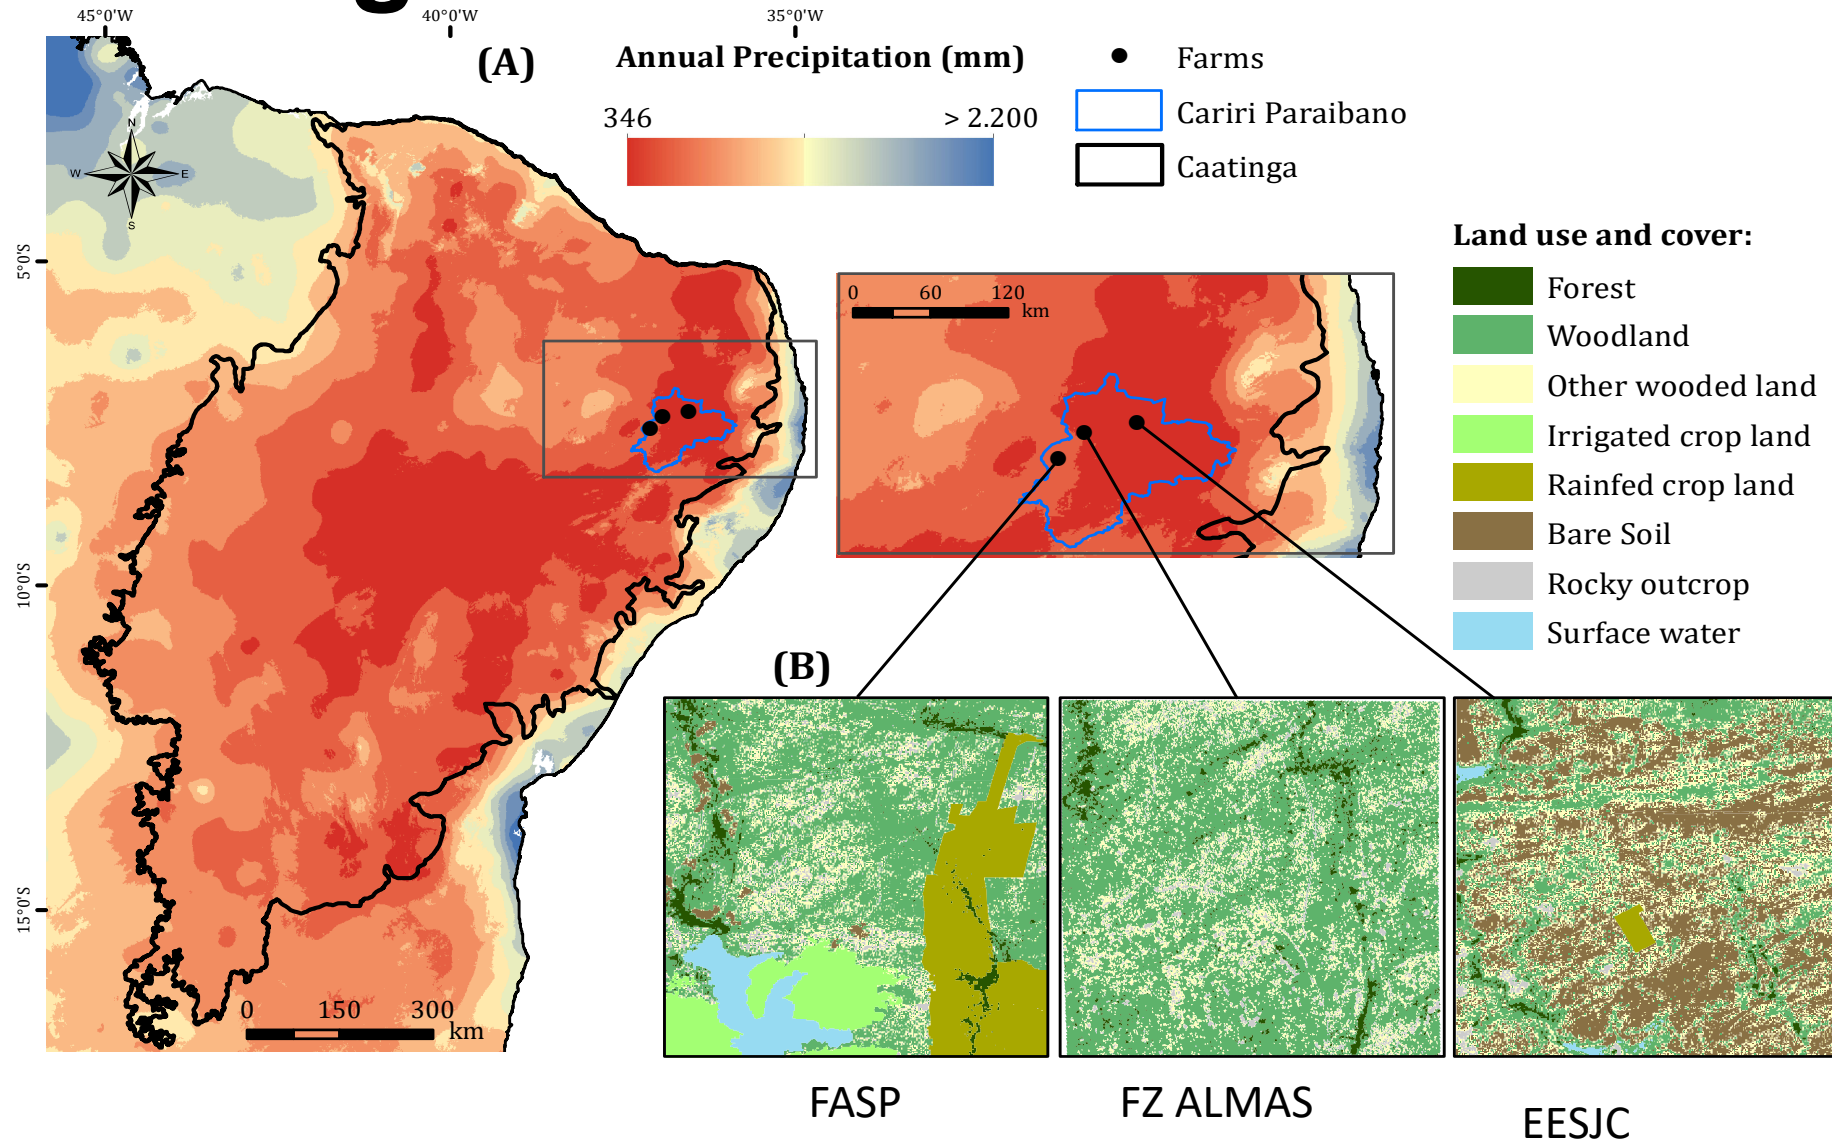 g
45°0'W 40°0'W 35°0'W
(A)
Annual Precipitation (mm)
346 > 2.200
Farms
Cariri Paraibano
Caatinga
N
W E
S
5°0'S
10°0'S
15°0'S
0 60 120
km
Land use and cover:
Forest
Woodland
Other wooded land
Irrigated crop land
Rainfed crop land
Bare Soil
Rocky outcrop
Surface water
0 150 300
km
(B)
FASP
FZ ALMAS
EESJC